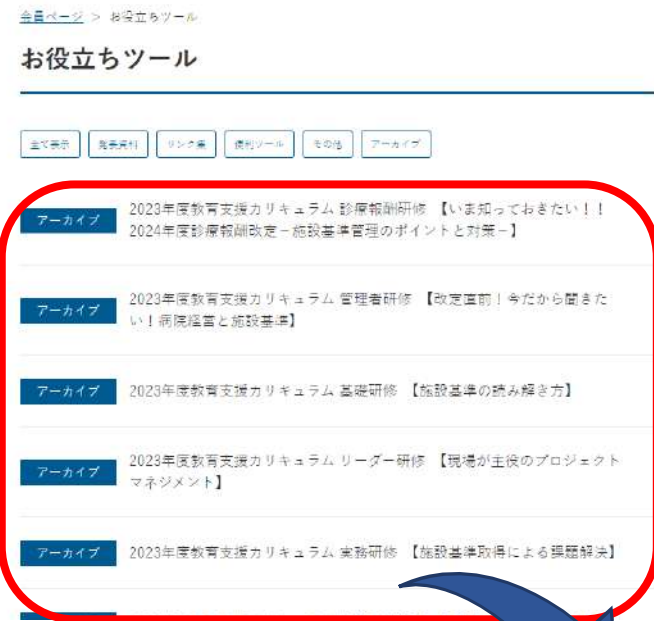 会員ページ > お役立ちツール
お役立ちツール
全て表示 発表資料 リンク集 便利ツール その他 アーカイブ
アーカイブ 2023年度教育支援カリキュラム 診療報酬研修 【いま知っておきたい！！
2024年度診療報酬改定－施設基準管理のポイントと対策－】
アーカイブ 2023年度教育支援カリキュラム 管理者研修 【改定直前！今だから聞きた
い！病院経営と施設基準】
アーカイブ 2023年度教育支援カリキュラム 基礎研修 【施設基準の読み解き方】
アーカイブ 2023年度教育支援カリキュラム リーダー研修 【現場が主役のプロジェクト
マネジメント】
アーカイブ 2023年度教育支援カリキュラム 実務研修 【施設基準取得による課題解決】